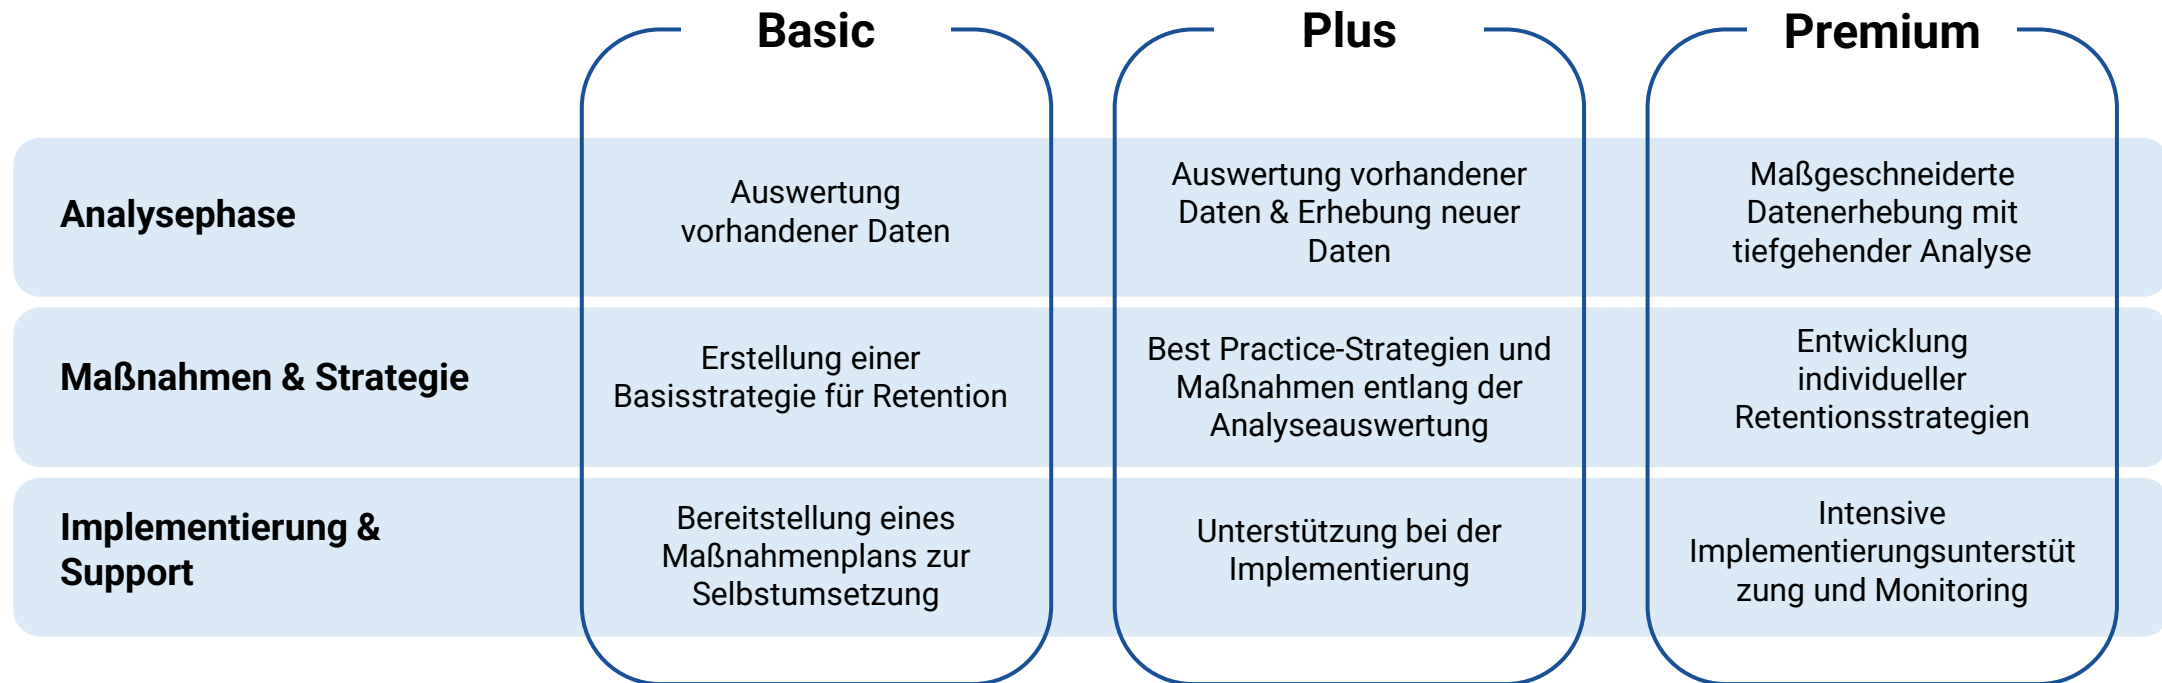 Basic
Plus
Premium
Analysephase
Auswertung
vorhandener Daten
Auswertung vorhandener
Daten & Erhebung neuer
Daten
Maßgeschneiderte
Datenerhebung mit
tiefgehender Analyse
Maßnahmen & Strategie
Erstellung einer
Basisstrategie für Retention
Best Practice-Strategien und
Maßnahmen entlang der
Analyseauswertung
Entwicklung
individueller
Retentionsstrategien
Implementierung &
Support
Bereitstellung eines
Maßnahmenplans zur
Selbstumsetzung
Unterstützung bei der
Implementierung
Intensive
Implementierungsunterstüt
zung und Monitoring